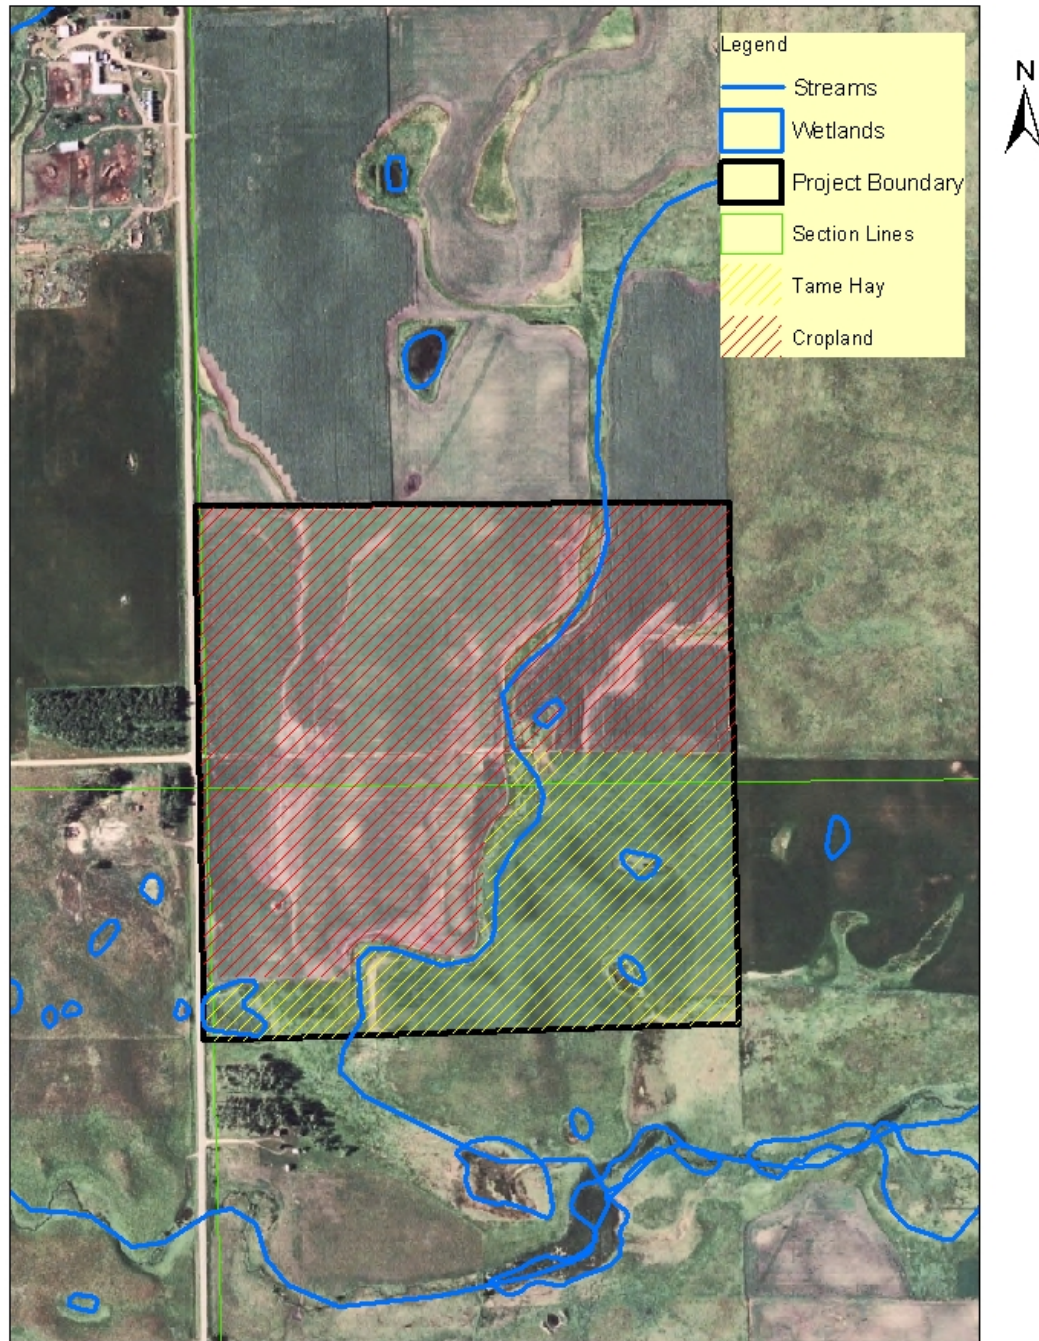 Legend
Streams
Wetlands
Project Boundary
Section Lines
Tame Hay
Cropland
N